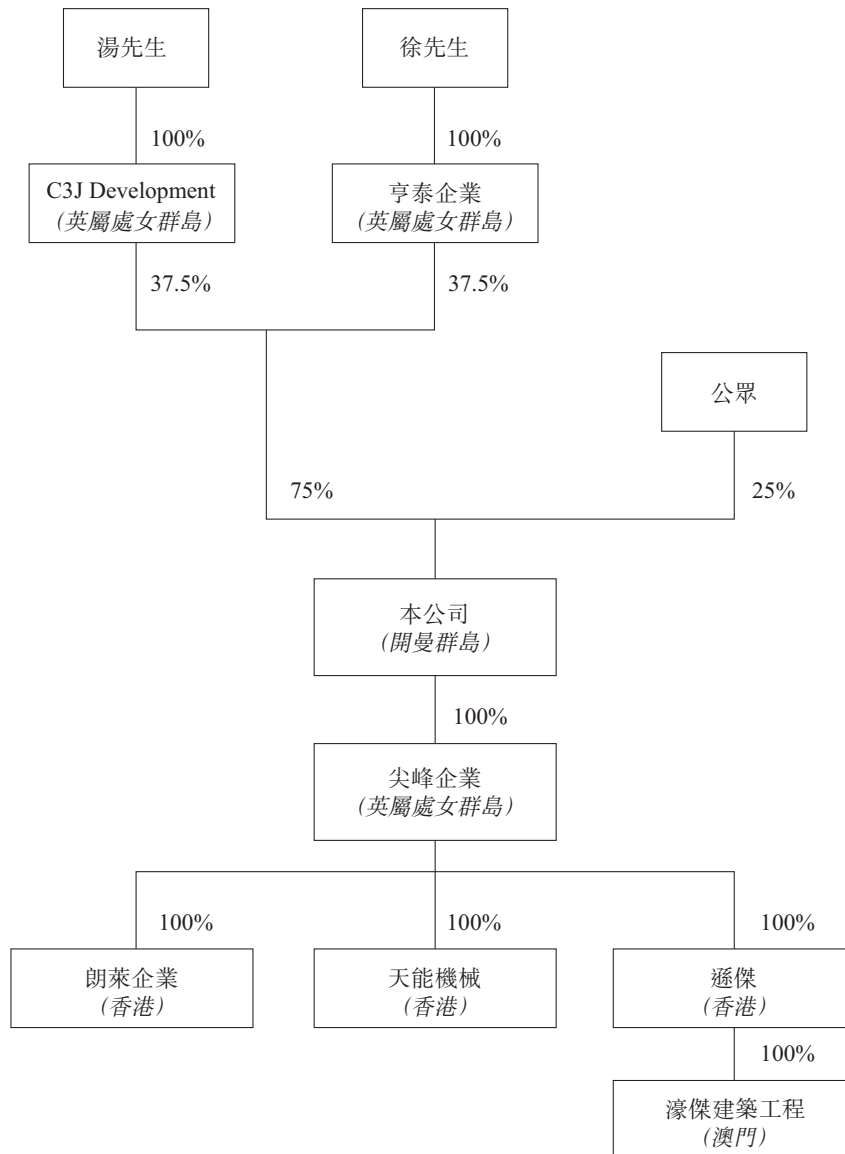 湯先生
徐先生
100%
100%
C3J Development
(英屬處女群島)
亨泰企業
(英屬處女群島)
37.5%
37.5%
公眾
75%
25%
本公司
(開曼群島)
100%
尖峰企業
(英屬處女群島)
100%
100%
100%
朗萊企業
(香港)
天能機械
(香港)
遜傑
(香港)
100%
濠傑建築工程
(澳門)